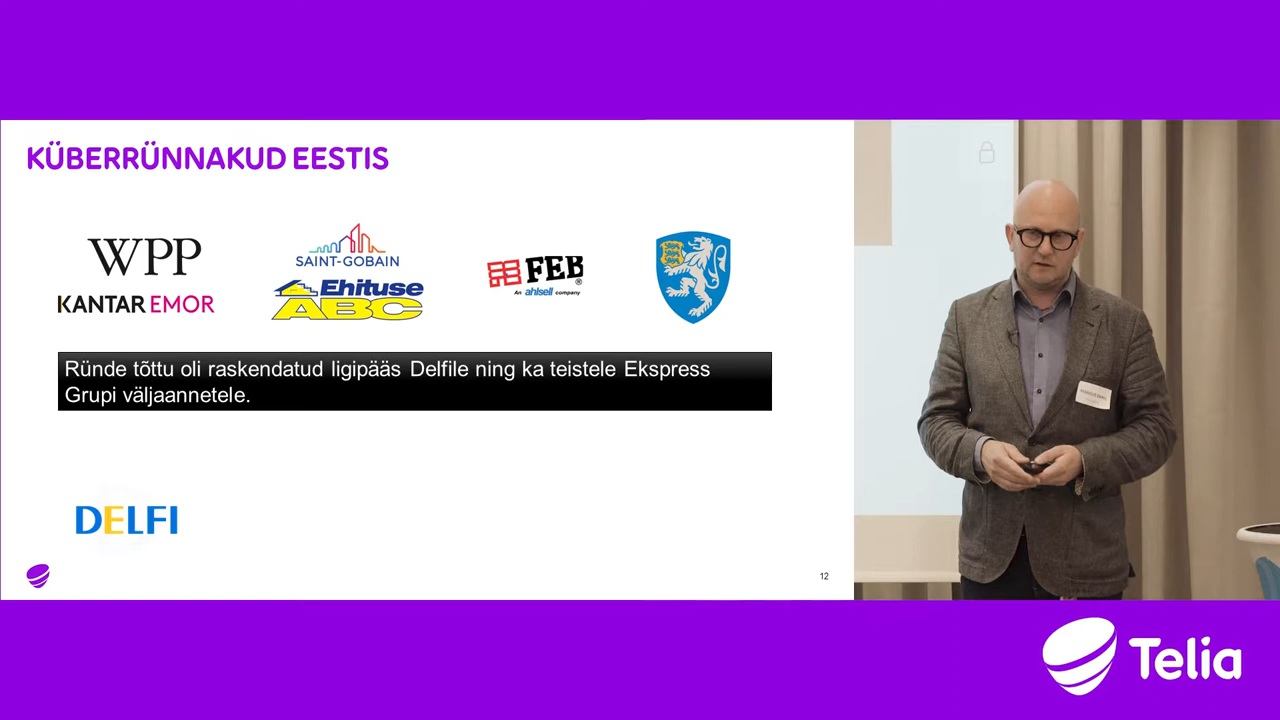 KÜBERRÜNNAKUD EESTIS
WPP
KANTAR EMOR
SAINT-GOBAIN
Ehituse
ABC
FEB
®
An ahlsell company
Ründe tõttu oli raskendatud ligipääs Delfile ning ka teistele Ekspress
Grupi väljaannetele.
DELFI
12
Telia